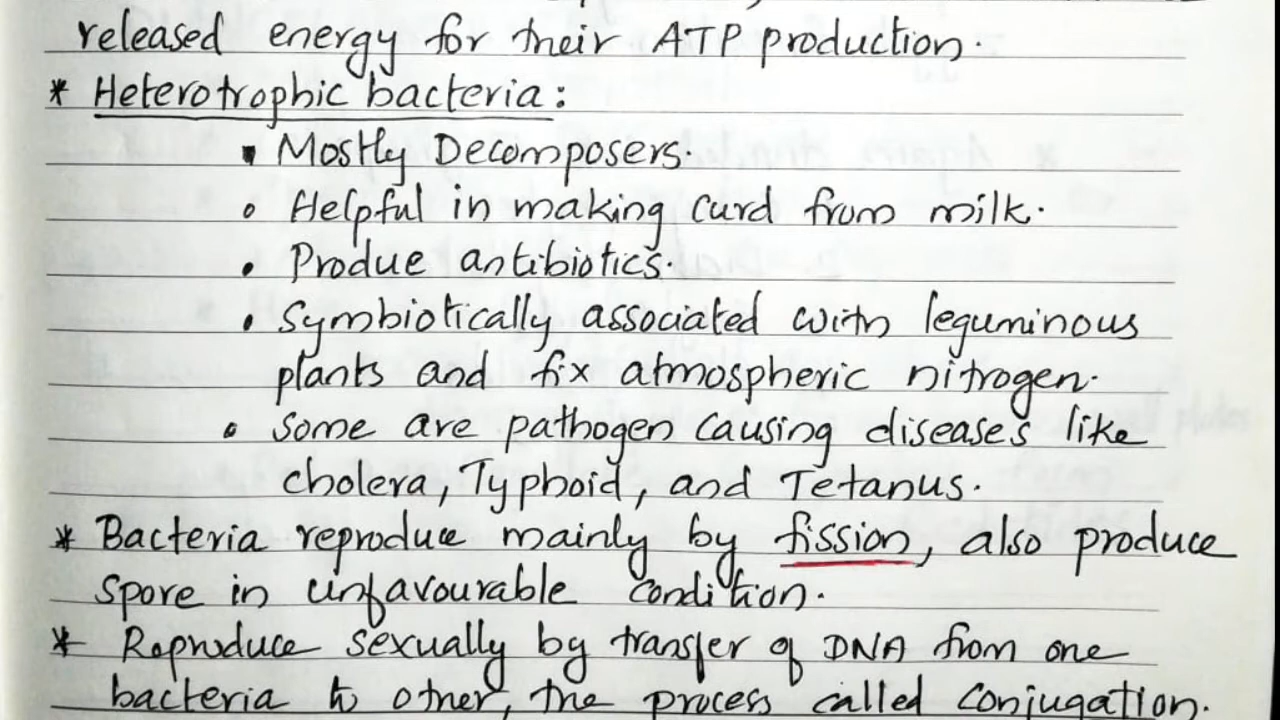 released energy for their ATP production.
* Heterotrophic bacteria:
• Mostly Decomposers.
• Helpful in making curd from milk.
• Produe antibiotics.
• Symbiotically associated with leguminous
plants and fix atmospheric nitrogen.
• Some are pathogen causing diseases like
cholera, Typhoid, and Tetanus.
* Bacteria reproduce mainly by fission, also produce
spore in unfavourable condition.
* Reproduce sexually by transfer of DNA from one
bacteria to other, the process called conjugation.